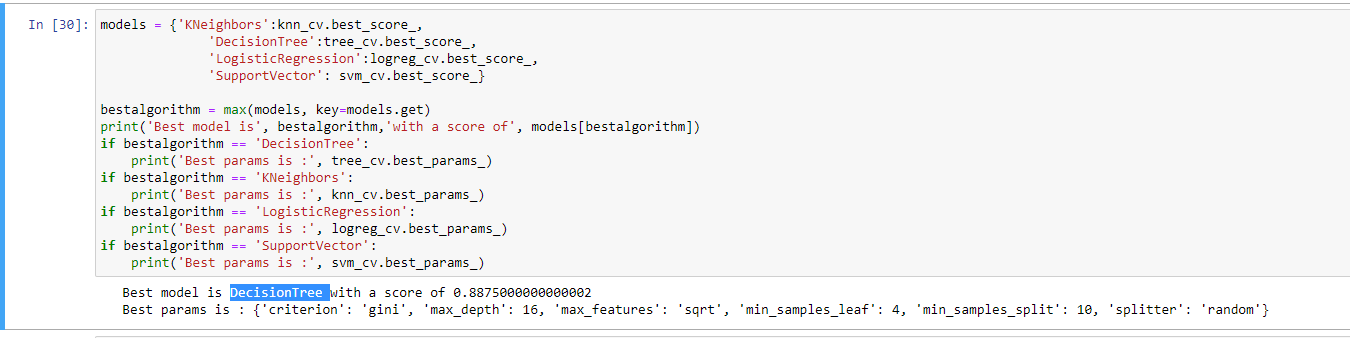 In [30]: models = {'KNeighbors':knn_cv.best_score_,
              'DecisionTree':tree_cv.best_score_,
              'LogisticRegression':logreg_cv.best_score_,
              'SupportVector': svm_cv.best_score_}

bestalgorithm = max(models, key=models.get)
print('Best model is', bestalgorithm,'with a score of', models[bestalgorithm])
if bestalgorithm == 'DecisionTree':
    print('Best params is :', tree_cv.best_params_)
if bestalgorithm == 'KNeighbors':
    print('Best params is :', knn_cv.best_params_)
if bestalgorithm == 'LogisticRegression':
    print('Best params is :', logreg_cv.best_params_)
if bestalgorithm == 'SupportVector':
    print('Best params is :', svm_cv.best_params_)
Best model is DecisionTree with a score of 0.8875000000000002
Best params is : {'criterion': 'gini', 'max_depth': 16, 'max_features': 'sqrt', 'min_samples_leaf': 4, 'min_samples_split': 10, 'splitter': 'random'}